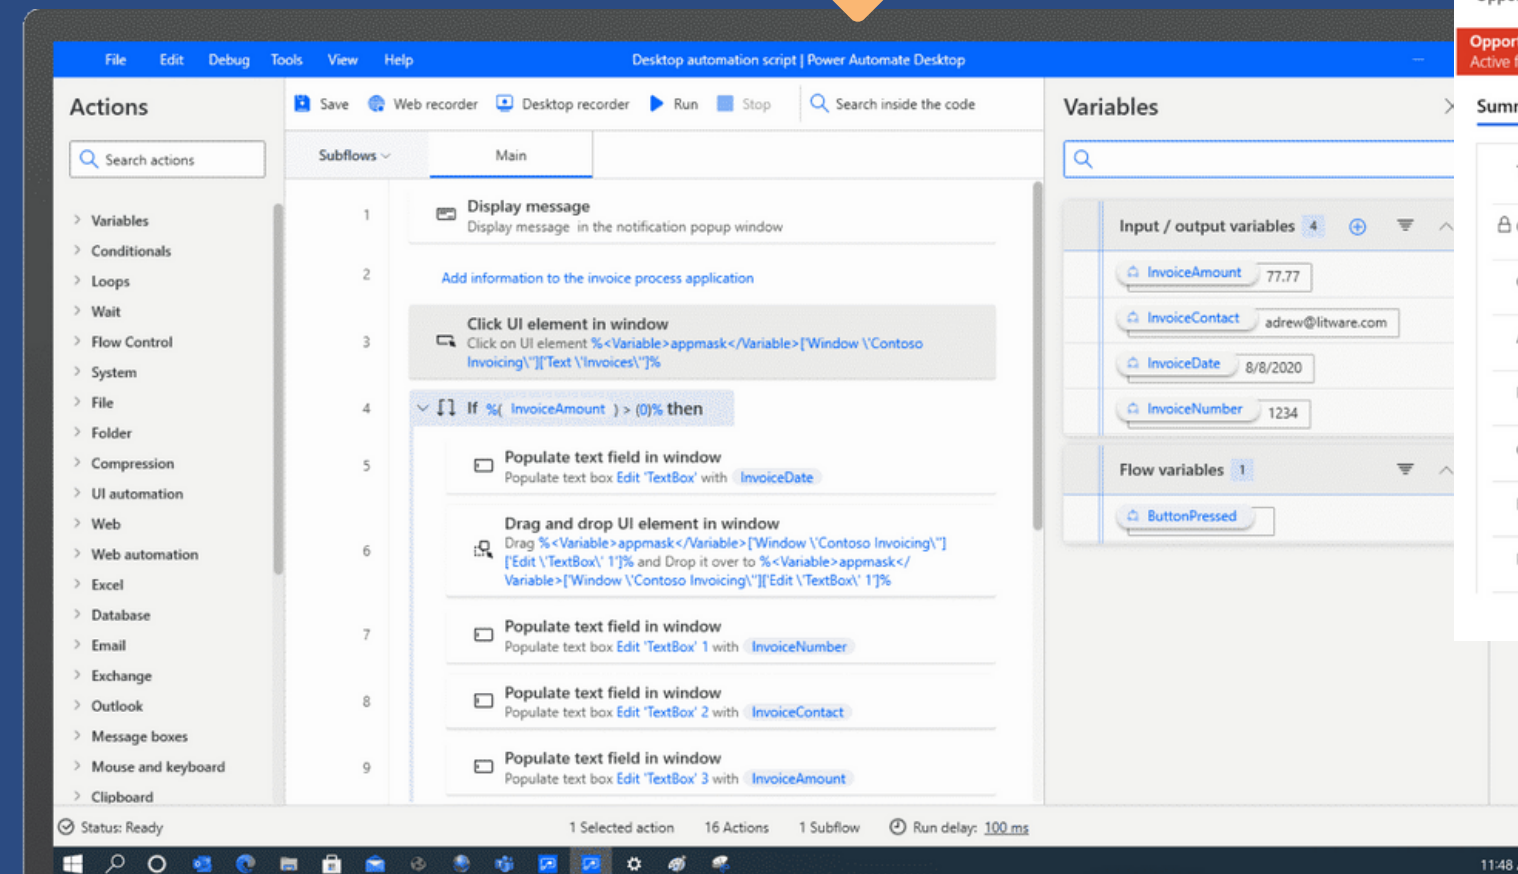 File Edit Debug Tools View Help
Desktop automation script | Power Automate Desktop
Actions
Search actions
Variables
Conditionals
Loops
Wait
Flow Control
System
File
Folder
Compression
UI automation
Web
Web automation
Excel
Database
Email
Exchange
Outlook
Message boxes
Mouse and keyboard
Clipboard
Save Web recorder Desktop recorder Run Stop Search inside the code
Subflows Main
1
Display message
Display message in the notification popup window
2
Add information to the invoice process application
3
Click UI element in window
Click on UI element %<Variable>appmask</Variable>['Window \'Contoso
Invoicing\'']['Text \'Invoices\'']%
4
If %( InvoiceAmount ) > (0)% then
5
Populate text field in window
Populate text box Edit 'TextBox' with InvoiceDate
6
Drag and drop UI element in window
Drag %<Variable>appmask</Variable>['Window \'Contoso Invoicing\'']
['Edit \'TextBox\' 1']% and Drop it over to %<Variable>appmask</
Variable>['Window \'Contoso Invoicing\'']['Edit \'TextBox\' 1']%
7
Populate text field in window
Populate text box Edit 'TextBox' 1 with InvoiceNumber
8
Populate text field in window
Populate text box Edit 'TextBox' 2 with InvoiceContact
9
Populate text field in window
Populate text box Edit 'TextBox' 3 with InvoiceAmount
Variables
Input / output variables 4
InvoiceAmount 77.77
InvoiceContact adrew@litware.com
InvoiceDate 8/8/2020
InvoiceNumber 1234
Flow variables 1
ButtonPressed
Oppor
Active f
Summ
Status: Ready
1 Selected action 16 Actions 1 Subflow Run delay: 100 ms
11:48